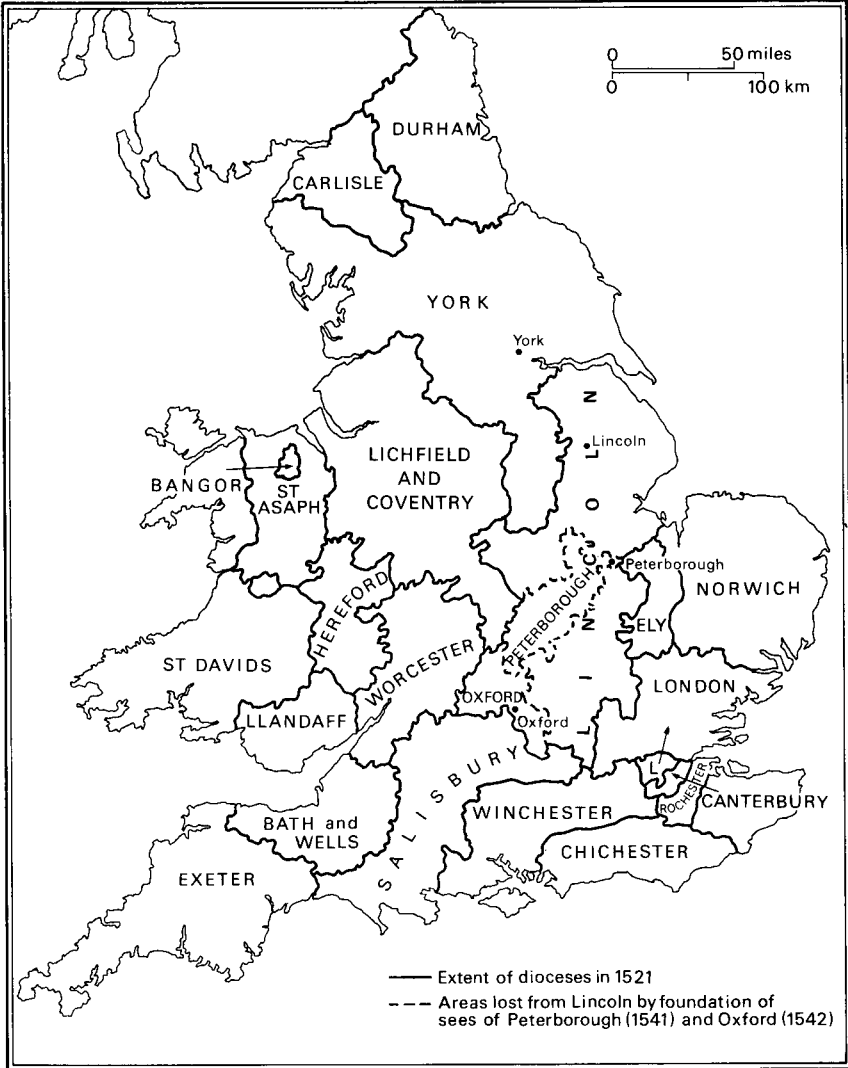 0 50 miles
0 100 km
DURHAM
CARLISLE
YORK
York
LINCOLN
Lincoln
LICHFIELD
AND
COVENTRY
BANGOR
ST
ASAPH
Peterborough
PETERBOROUGH
NORWICH
ELY
HEREFORD
WORCESTER
ST DAVIDS
LLANDAFF
OXFORD
Oxford
LONDON
L
ROCHESTER
CANTERBURY
SALISBURY
WINCHESTER
BATH and
WELLS
CHICHESTER
EXETER
Extent of dioceses in 1521
Areas lost from Lincoln by foundation of
sees of Peterborough (1541) and Oxford (1542)